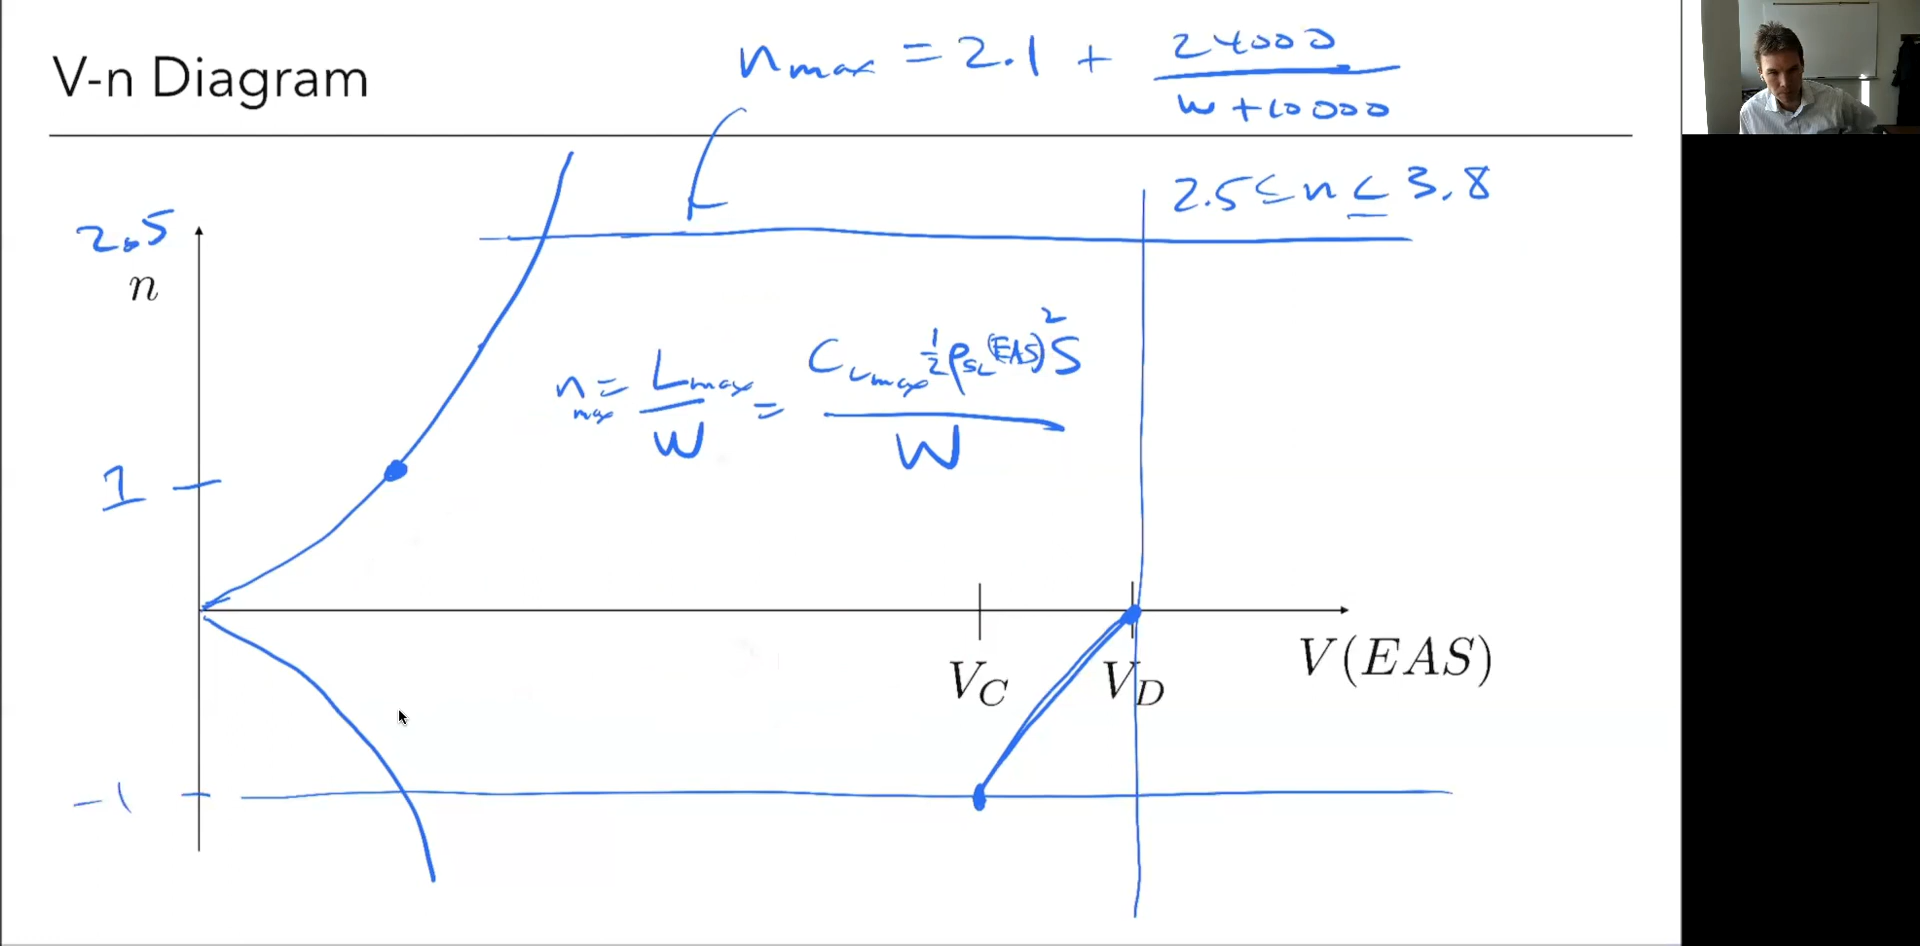 V-n Diagram
n_max = 2.1 + 24000 / (W + 10000)
2.5 ≤ n ≤ 3.8
2.5
n
n_max = L_max / W = C_Lmax ½ ρ_SL (EAS)² S / W
1
V_C
V_D
V(EAS)
-1